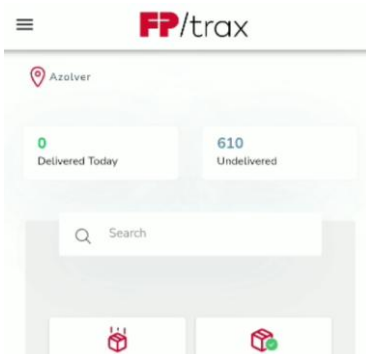 FP/trax
Azolver
0
Delivered Today
610
Undelivered
Search